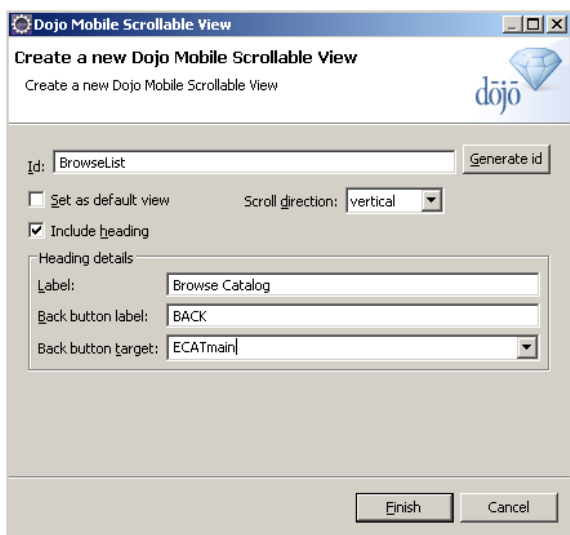 Dojo Mobile Scrollable View
Create a new Dojo Mobile Scrollable View
Create a new Dojo Mobile Scrollable View
dōjō
Id: BrowseList Generate id
Set as default view Scroll direction: vertical
Include heading
Heading details
Label: Browse Catalog
Back button label: BACK
Back button target: ECATmain
Finish Cancel